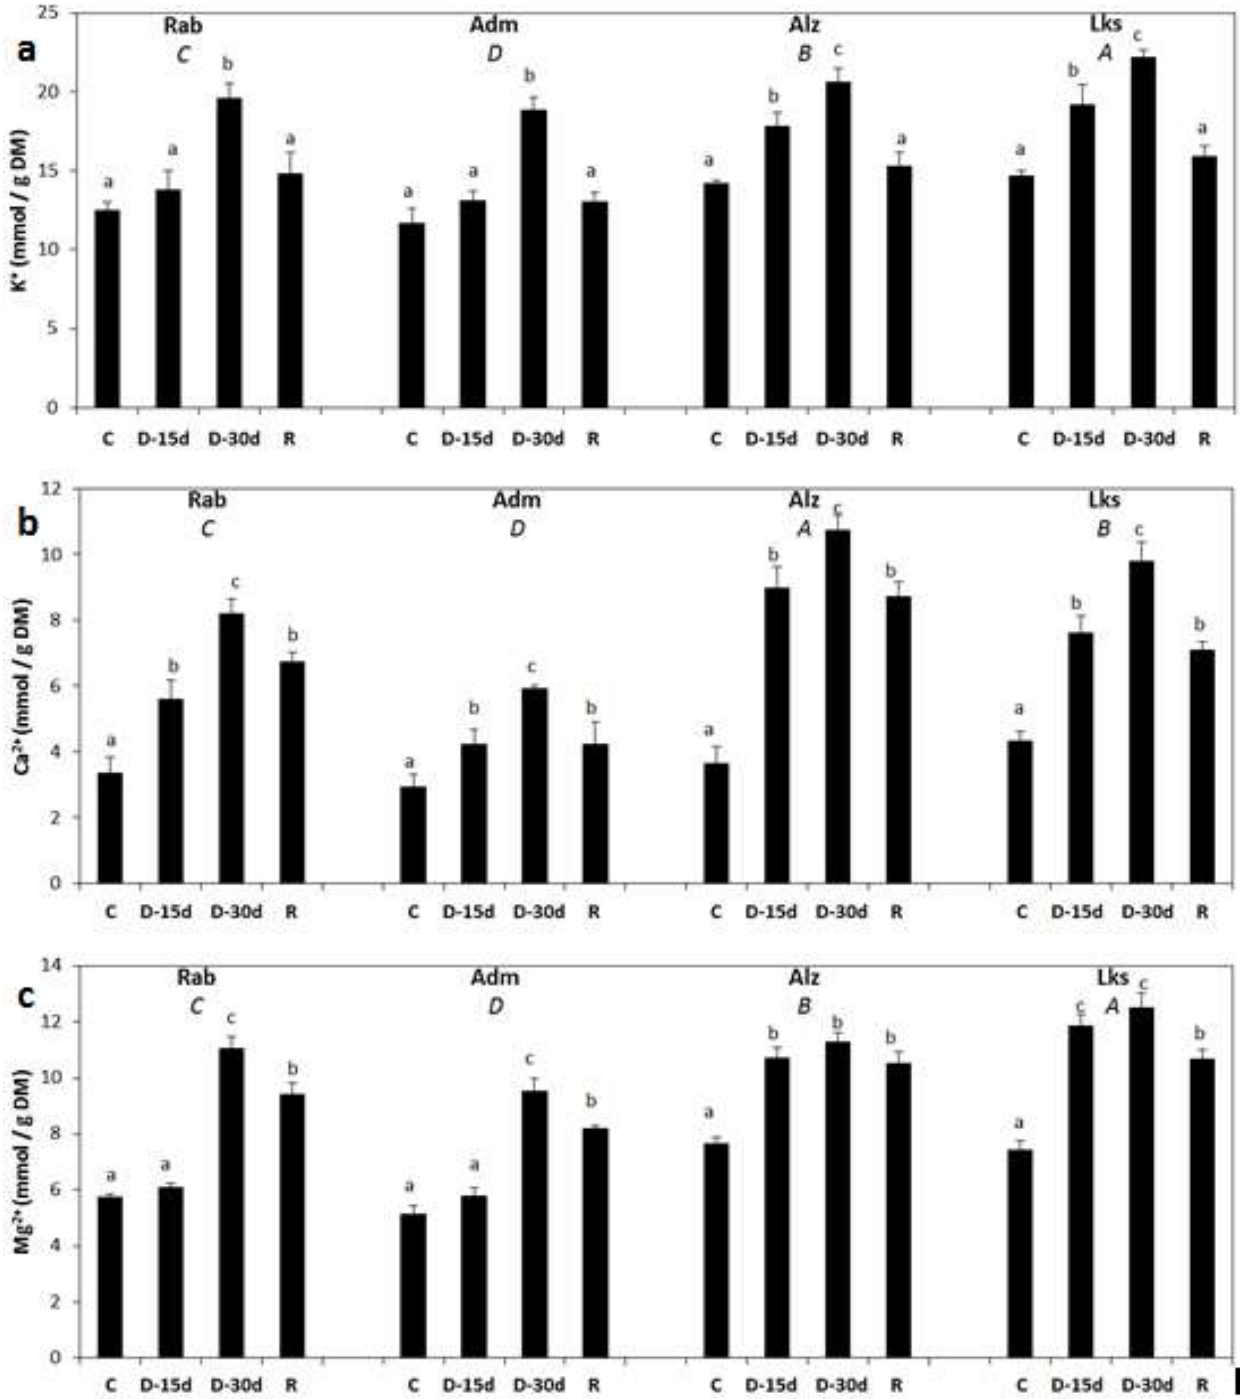 a
K⁺ (mmol / g DM)
25
20
15
10
5
0
Rab Adm Alz Lks
C D B A
a a b a
a a b a
a b c a
a b c a
C D-15d D-30d R C D-15d D-30d R C D-15d D-30d R C D-15d D-30d R
b
Ca²⁺ (mmol / g DM)
12
10
8
6
4
2
0
Rab Adm Alz Lks
C D A B
a b c b
a b c b
a b c b
a b c b
C D-15d D-30d R C D-15d D-30d R C D-15d D-30d R C D-15d D-30d R
c
Mg²⁺ (mmol / g DM)
14
12
10
8
6
4
2
0
Rab Adm Alz Lks
C D B A
a a c b
a a c b
a b b b
a c c b
C D-15d D-30d R C D-15d D-30d R C D-15d D-30d R C D-15d D-30d R